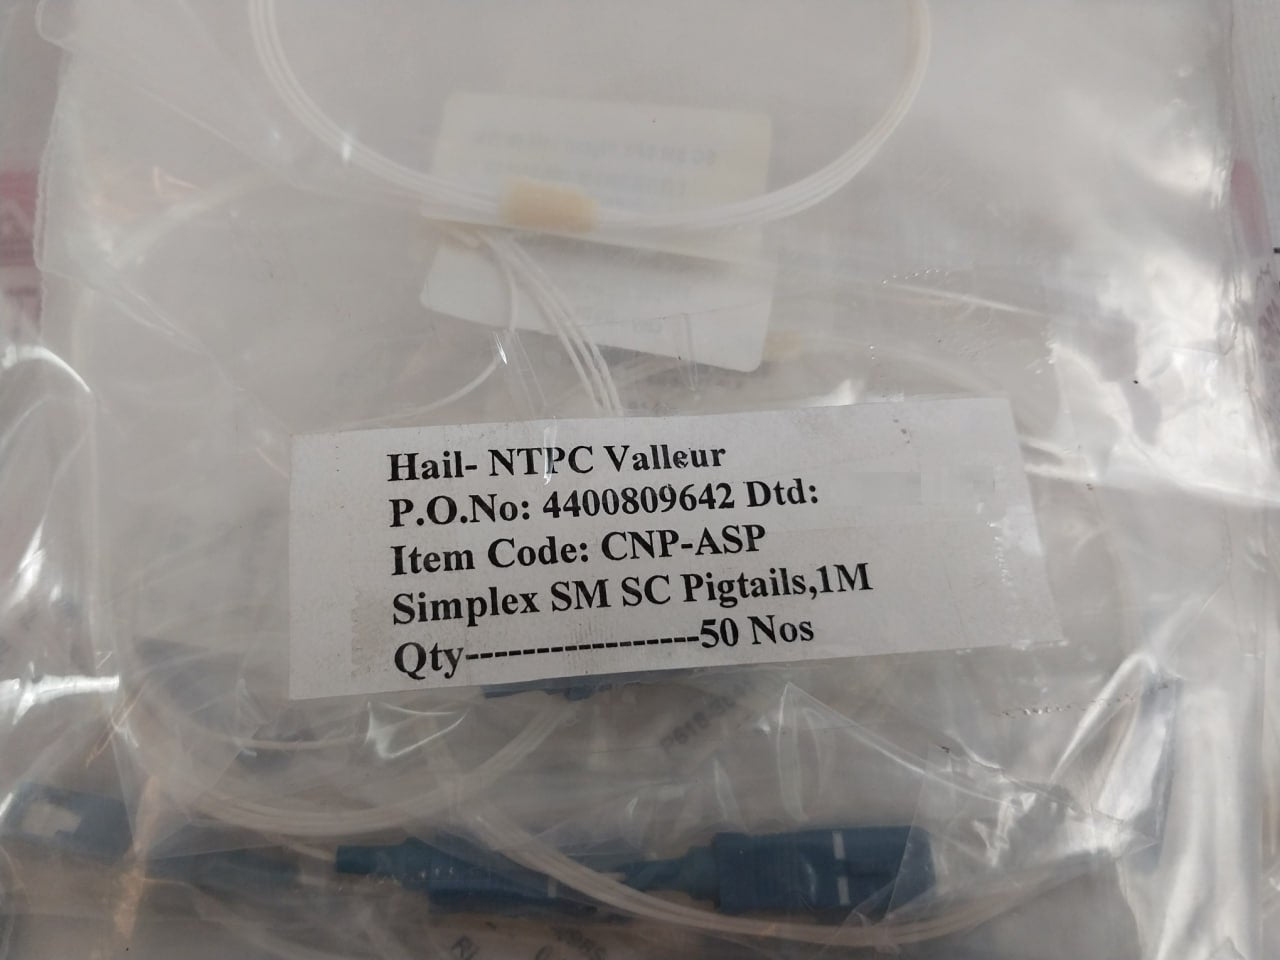 Hail- NTPC Valleur
P.O.No: 4400809642 Dtd:
Item Code: CNP-ASP
Simplex SM SC Pigtails,1M
Qty-----------------50 Nos